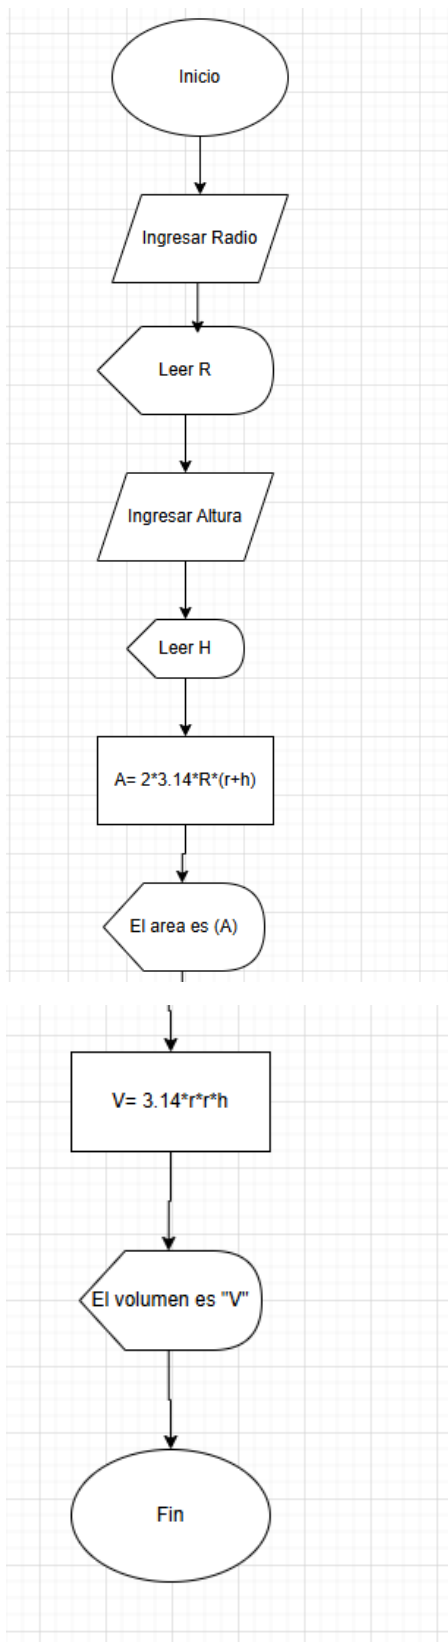 Inicio
Ingresar Radio
Leer R
Ingresar Altura
Leer H
A= 2*3.14*R*(r+h)
El area es (A)
V= 3.14*r*r*h
El volumen es "V"
Fin